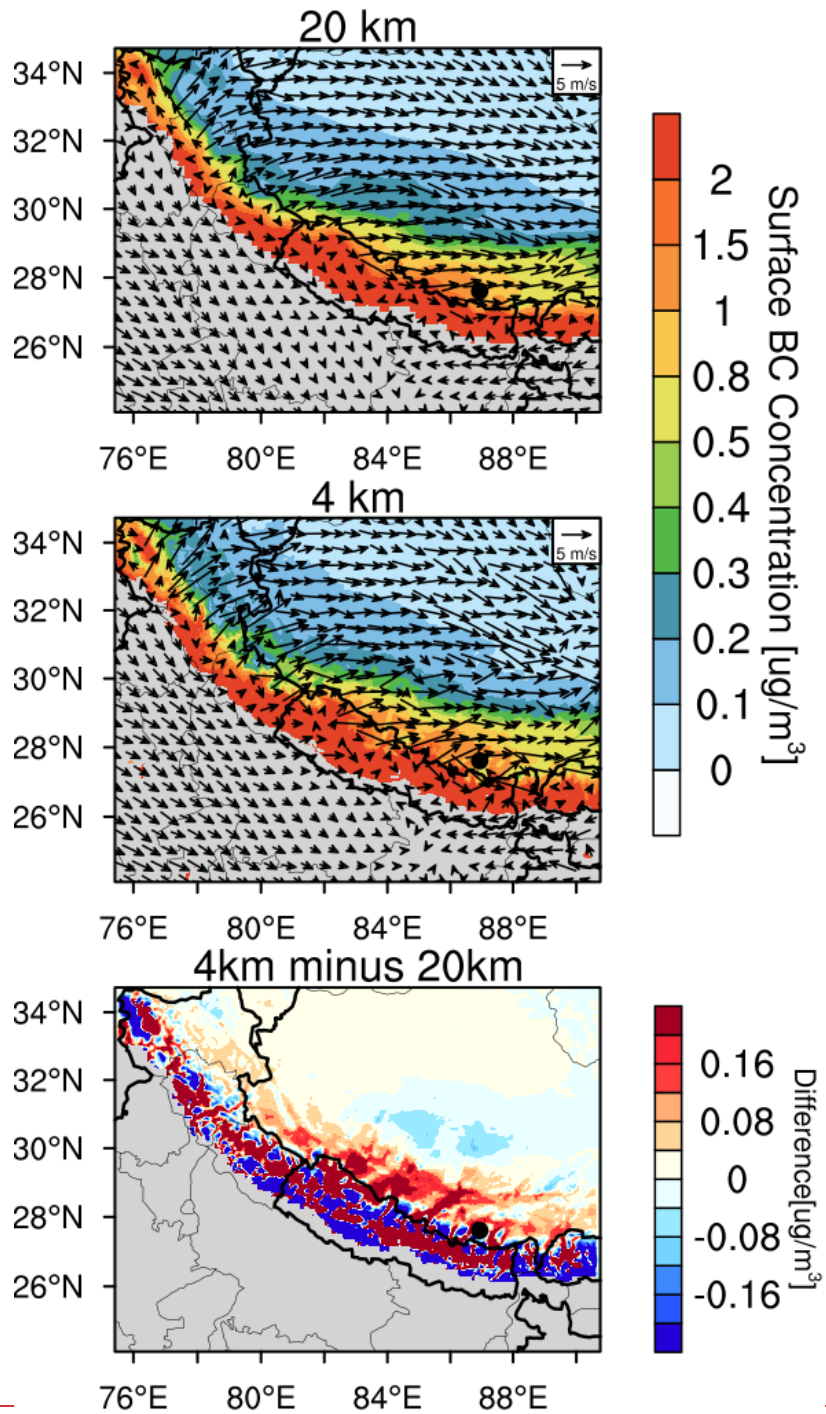 20 km
34°N
32°N
30°N
28°N
26°N
5 m/s
76°E 80°E 84°E 88°E
4 km
34°N
32°N
30°N
28°N
26°N
5 m/s
76°E 80°E 84°E 88°E
2
1.5
1
0.8
0.5
0.4
0.3
0.2
0.1
0
Surface BC Concentration [ug/m³]
4km minus 20km
34°N
32°N
30°N
28°N
26°N
76°E 80°E 84°E 88°E
0.16
0.08
0
-0.08
-0.16
Difference[ug/m³]